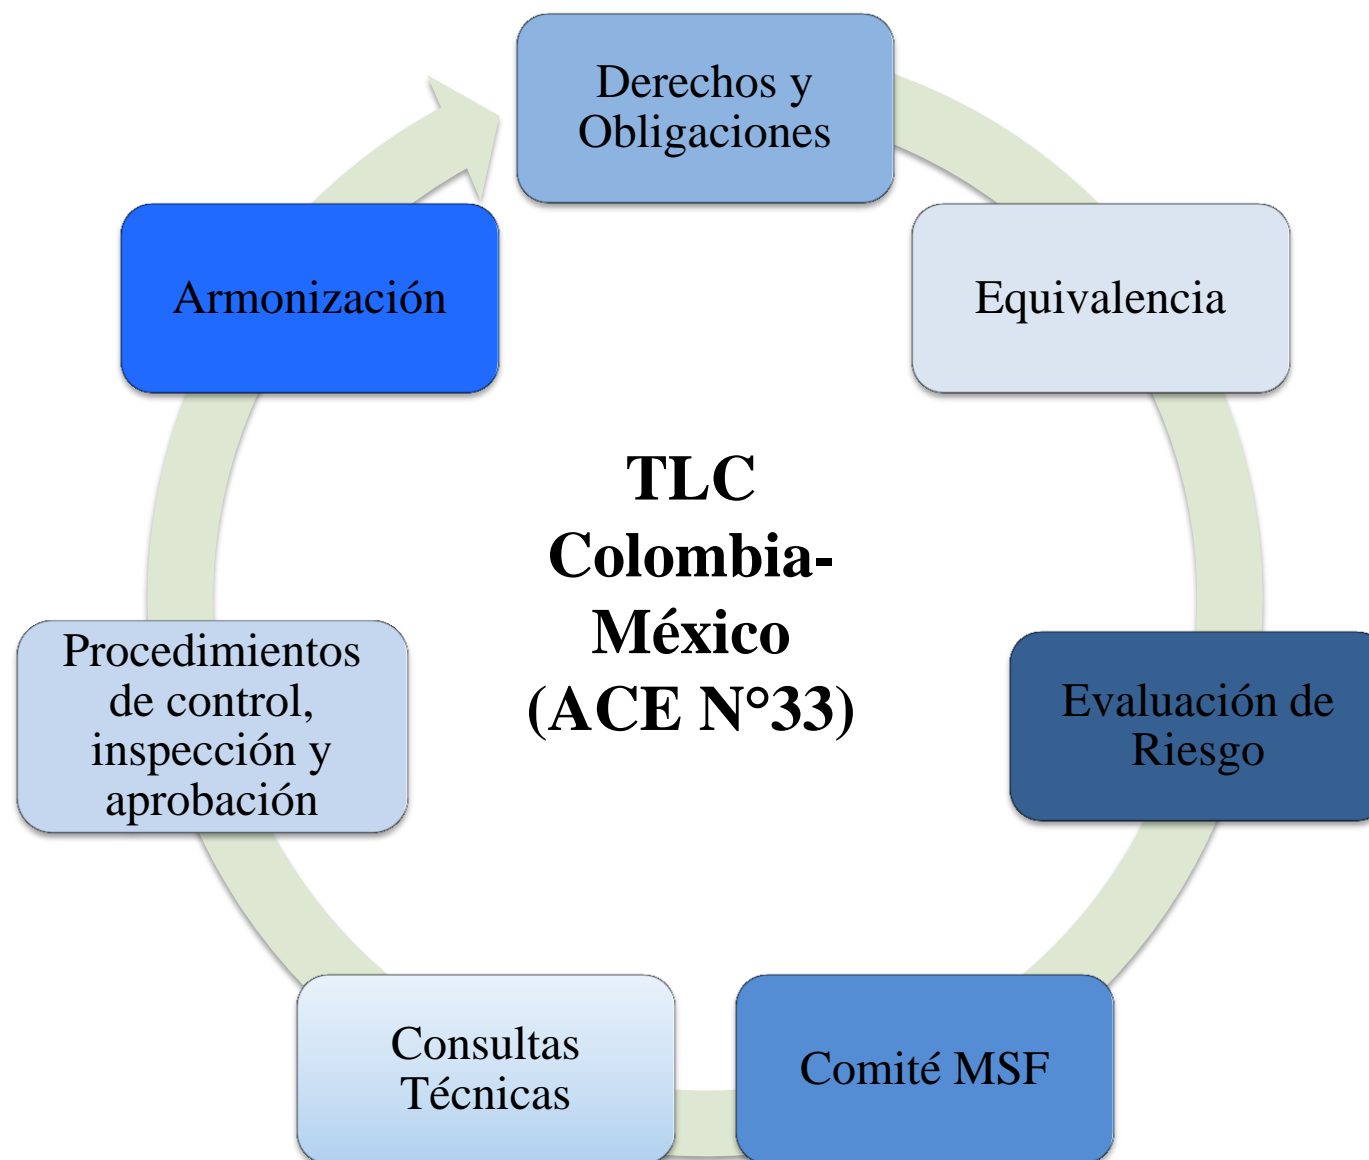 Derechos y
Obligaciones
Equivalencia
Evaluación de
Riesgo
Comité MSF
Consultas
Técnicas
Procedimientos
de control,
inspección y
aprobación
Armonización
TLC
Colombia-
México
(ACE N°33)